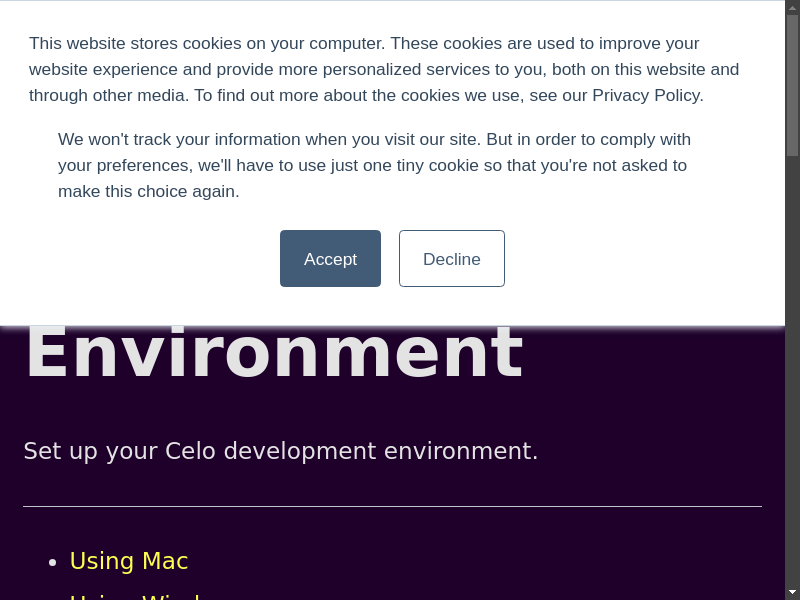 This website stores cookies on your computer. These cookies are used to improve your
website experience and provide more personalized services to you, both on this website and
through other media. To find out more about the cookies we use, see our Privacy Policy.
We won't track your information when you visit our site. But in order to comply with
your preferences, we'll have to use just one tiny cookie so that you're not asked to
make this choice again.
Accept
Decline
Environment
Set up your Celo development environment.
Using Mac